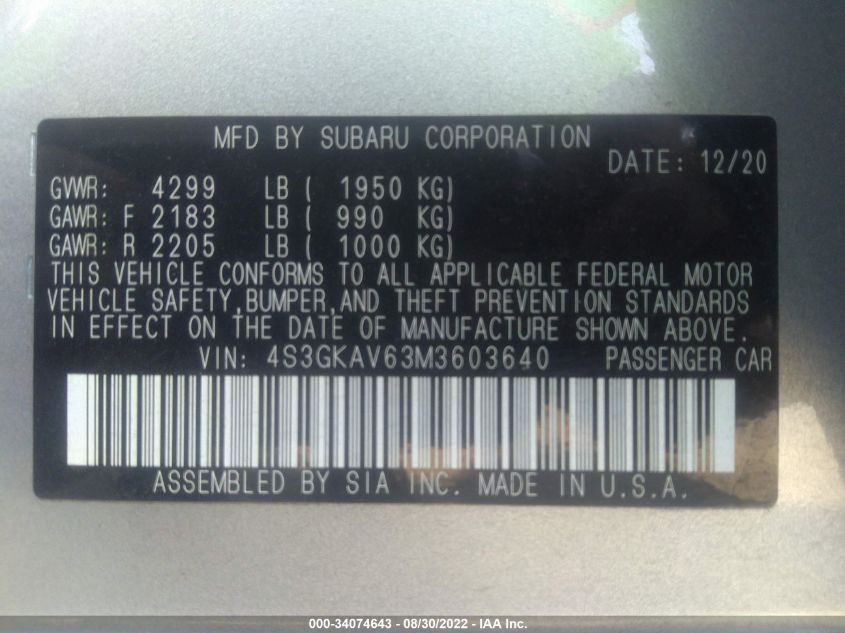 MFD BY SUBARU CORPORATION
DATE: 12/20
GVWR: 4299 LB ( 1950 KG)
GAWR: F 2183 LB ( 990 KG)
GAWR: R 2205 LB ( 1000 KG)
THIS VEHICLE CONFORMS TO ALL APPLICABLE FEDERAL MOTOR
VEHICLE SAFETY,BUMPER,AND THEFT PREVENTION STANDARDS
IN EFFECT ON THE DATE OF MANUFACTURE SHOWN ABOVE.
VIN: 4S3GKAV63M3603640 PASSENGER CAR
ASSEMBLED BY SIA INC. MADE IN U.S.A.
000-34074643 - 08/30/2022 - IAA Inc.